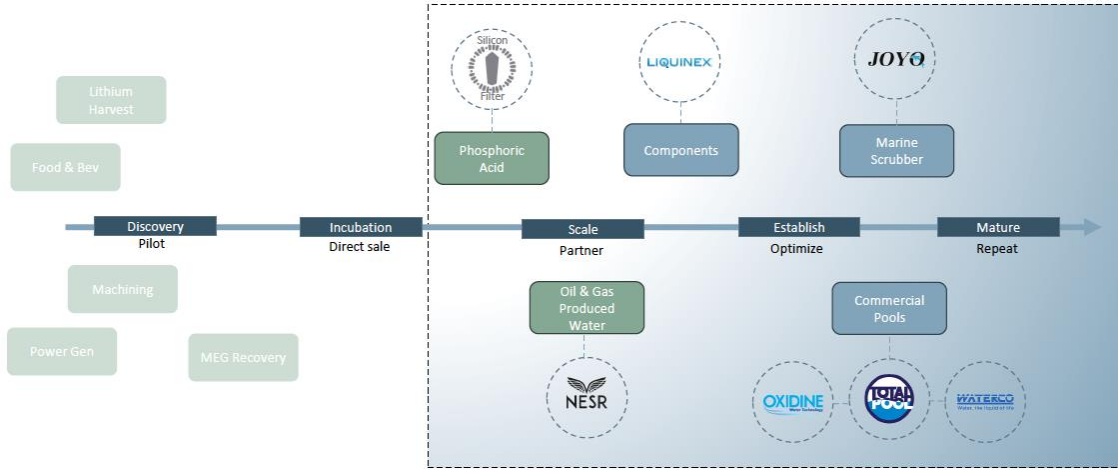 Silicon
Filter
LIQUINEX
JOYO
Lithium
Harvest
Phosphoric
Acid
Components
Marine
Scrubber
Food & Bev
Discovery
Pilot
Incubation
Direct sale
Scale
Partner
Establish
Optimize
Mature
Repeat
Machining
Oil & Gas
Produced
Water
Commercial
Pools
Power Gen
MEG Recovery
NESR
OXIDINE
Water Technology
TOTAL
POOL
WATERCO
Water, the liquid of life